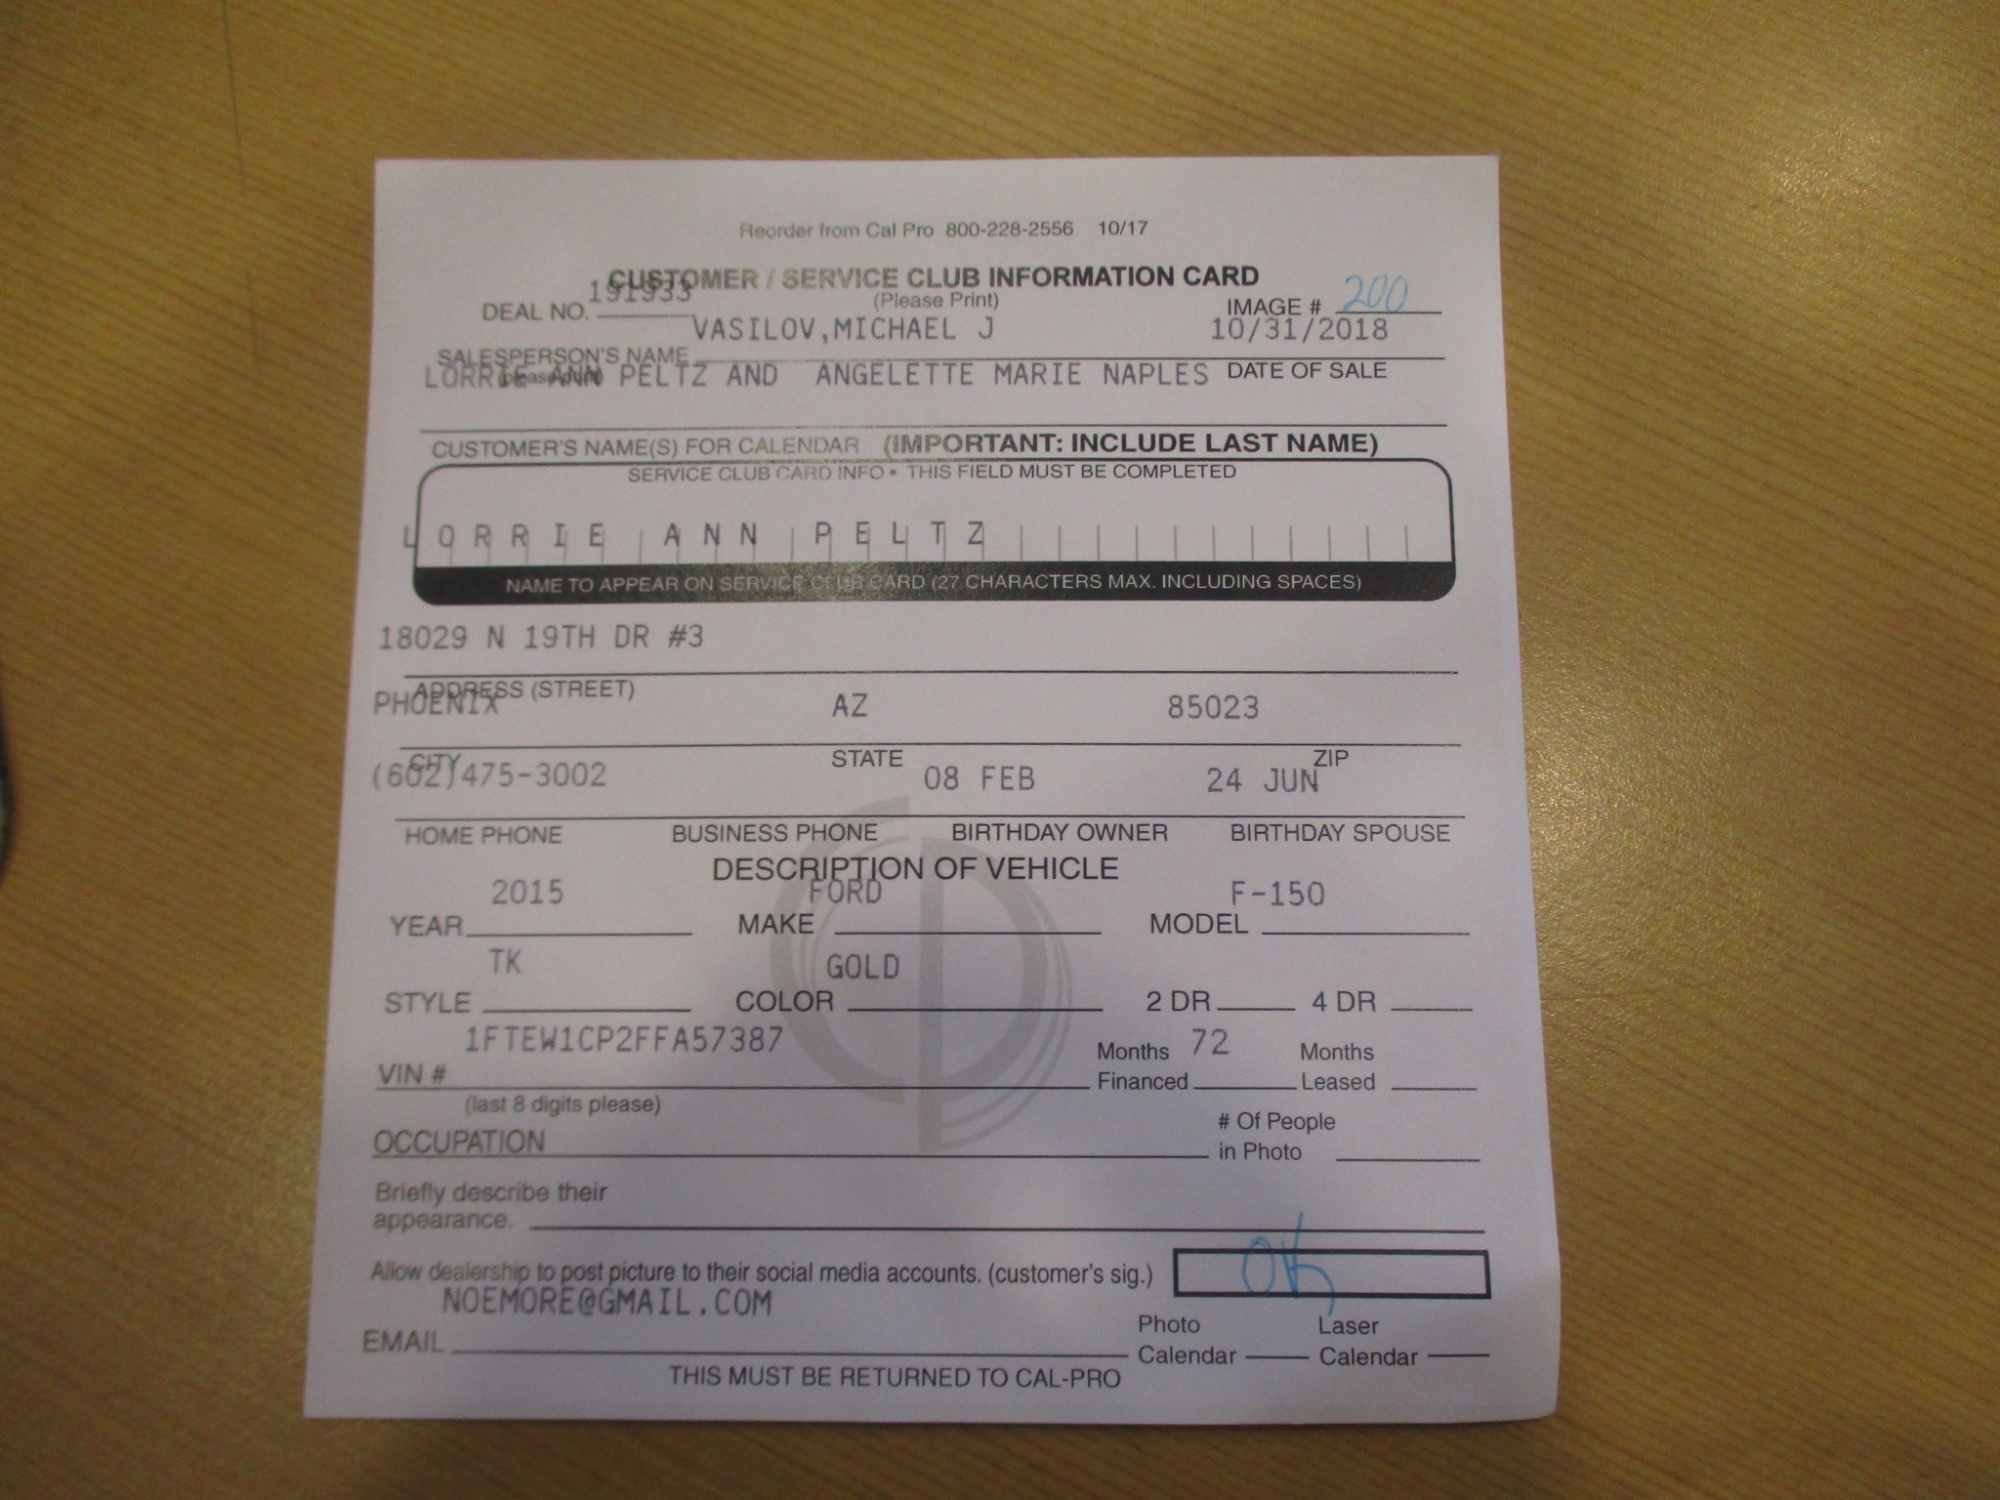 Reorder from Cal Pro 800-228-2556 10/17
CUSTOMER / SERVICE CLUB INFORMATION CARD
(Please Print)
DEAL NO. 191933
IMAGE # 200
VASILOV,MICHAEL J 10/31/2018
SALESPERSON'S NAME
(please print)
DATE OF SALE
LORRIE ANN PELTZ AND ANGELETTE MARIE NAPLES
CUSTOMER'S NAME(S) FOR CALENDAR (IMPORTANT: INCLUDE LAST NAME)
SERVICE CLUB CARD INFO • THIS FIELD MUST BE COMPLETED
LORRIE ANN PELTZ
NAME TO APPEAR ON SERVICE CLUB CARD (27 CHARACTERS MAX. INCLUDING SPACES)
18029 N 19TH DR #3
ADDRESS (STREET)
PHOENIX AZ 85023
CITY STATE ZIP
(602)475-3002 08 FEB 24 JUN
HOME PHONE BUSINESS PHONE BIRTHDAY OWNER BIRTHDAY SPOUSE
DESCRIPTION OF VEHICLE
2015 FORD F-150
YEAR MAKE MODEL
TK GOLD
STYLE COLOR 2 DR 4 DR
1FTEW1CP2FFA57387
VIN #
(last 8 digits please)
Months Financed 72
Months Leased
OCCUPATION
# Of People
in Photo
Briefly describe their
appearance.
Allow dealership to post picture to their social media accounts. (customer's sig.) OK
NOEMORE@GMAIL.COM
EMAIL
Photo Calendar
Laser Calendar
THIS MUST BE RETURNED TO CAL-PRO